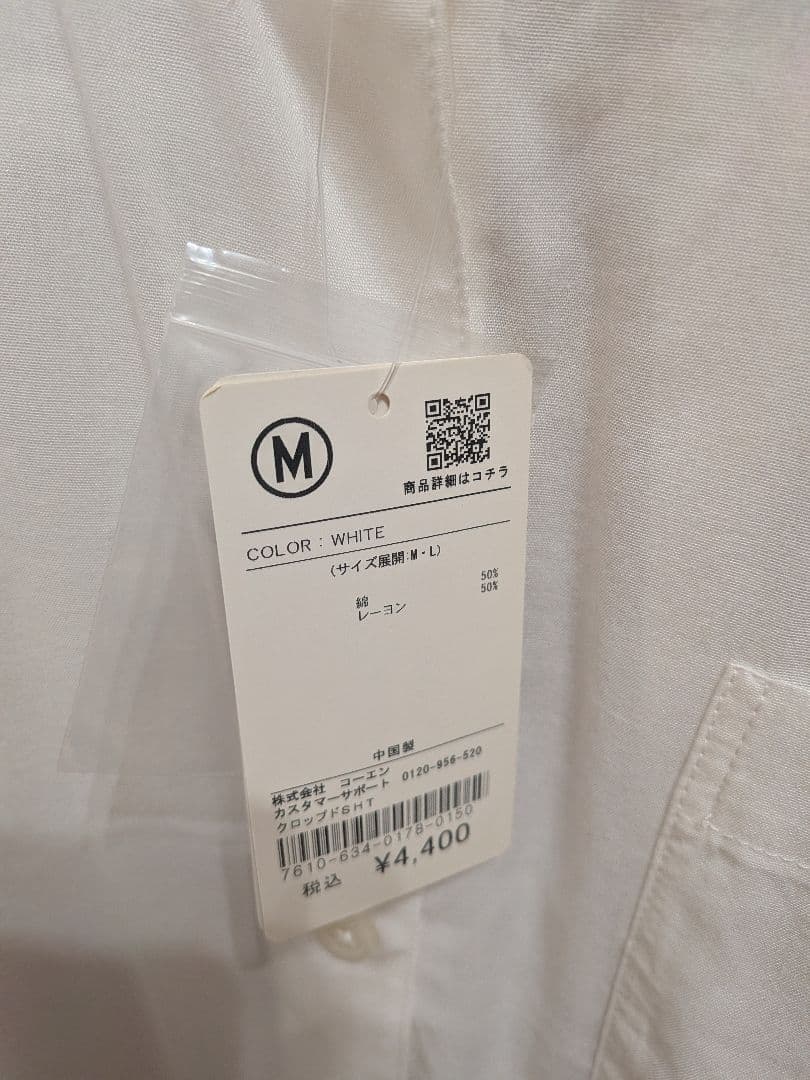 M
商品詳細はコチラ
COLOR : WHITE
(サイズ展開:M・L)
綿 50%
レーヨン 50%
中国製
株式会社 コーエン
カスタマーサポート 0120-956-520
クロップドSHT
7610-634-0178-0150
税込 ¥4,400